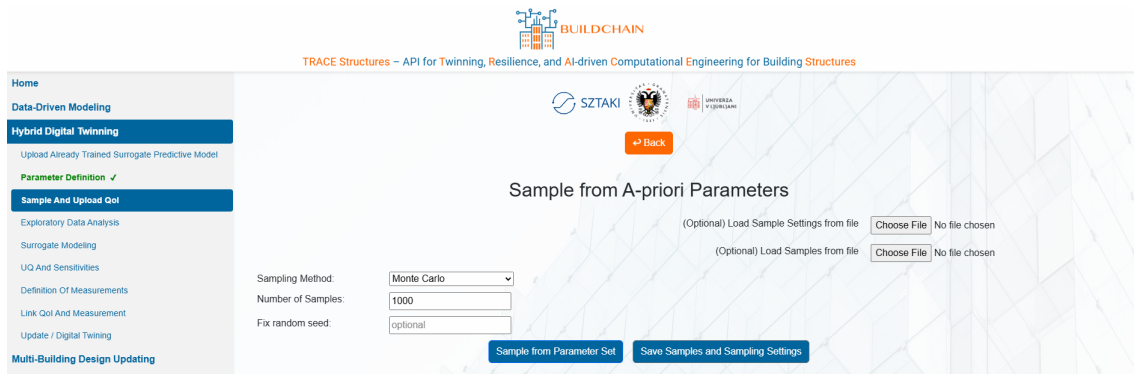 BUILDCHAIN
TRACE Structures – API for Twinning, Resilience, and AI-driven Computational Engineering for Building Structures
Home
Data-Driven Modeling
Hybrid Digital Twinning
Upload Already Trained Surrogate Predictive Model
Parameter Definition ✓
Sample And Upload QoI
Exploratory Data Analysis
Surrogate Modeling
UQ And Sensitivities
Definition Of Measurements
Link QoI And Measurement
Update / Digital Twining
Multi-Building Design Updating
SZTAKI
UNIVERZA
V LJUBLJANI
↩ Back
Sample from A-priori Parameters
(Optional) Load Sample Settings from file Choose File No file chosen
(Optional) Load Samples from file Choose File No file chosen
Sampling Method: Monte Carlo
Number of Samples: 1000
Fix random seed: optional
Sample from Parameter Set Save Samples and Sampling Settings